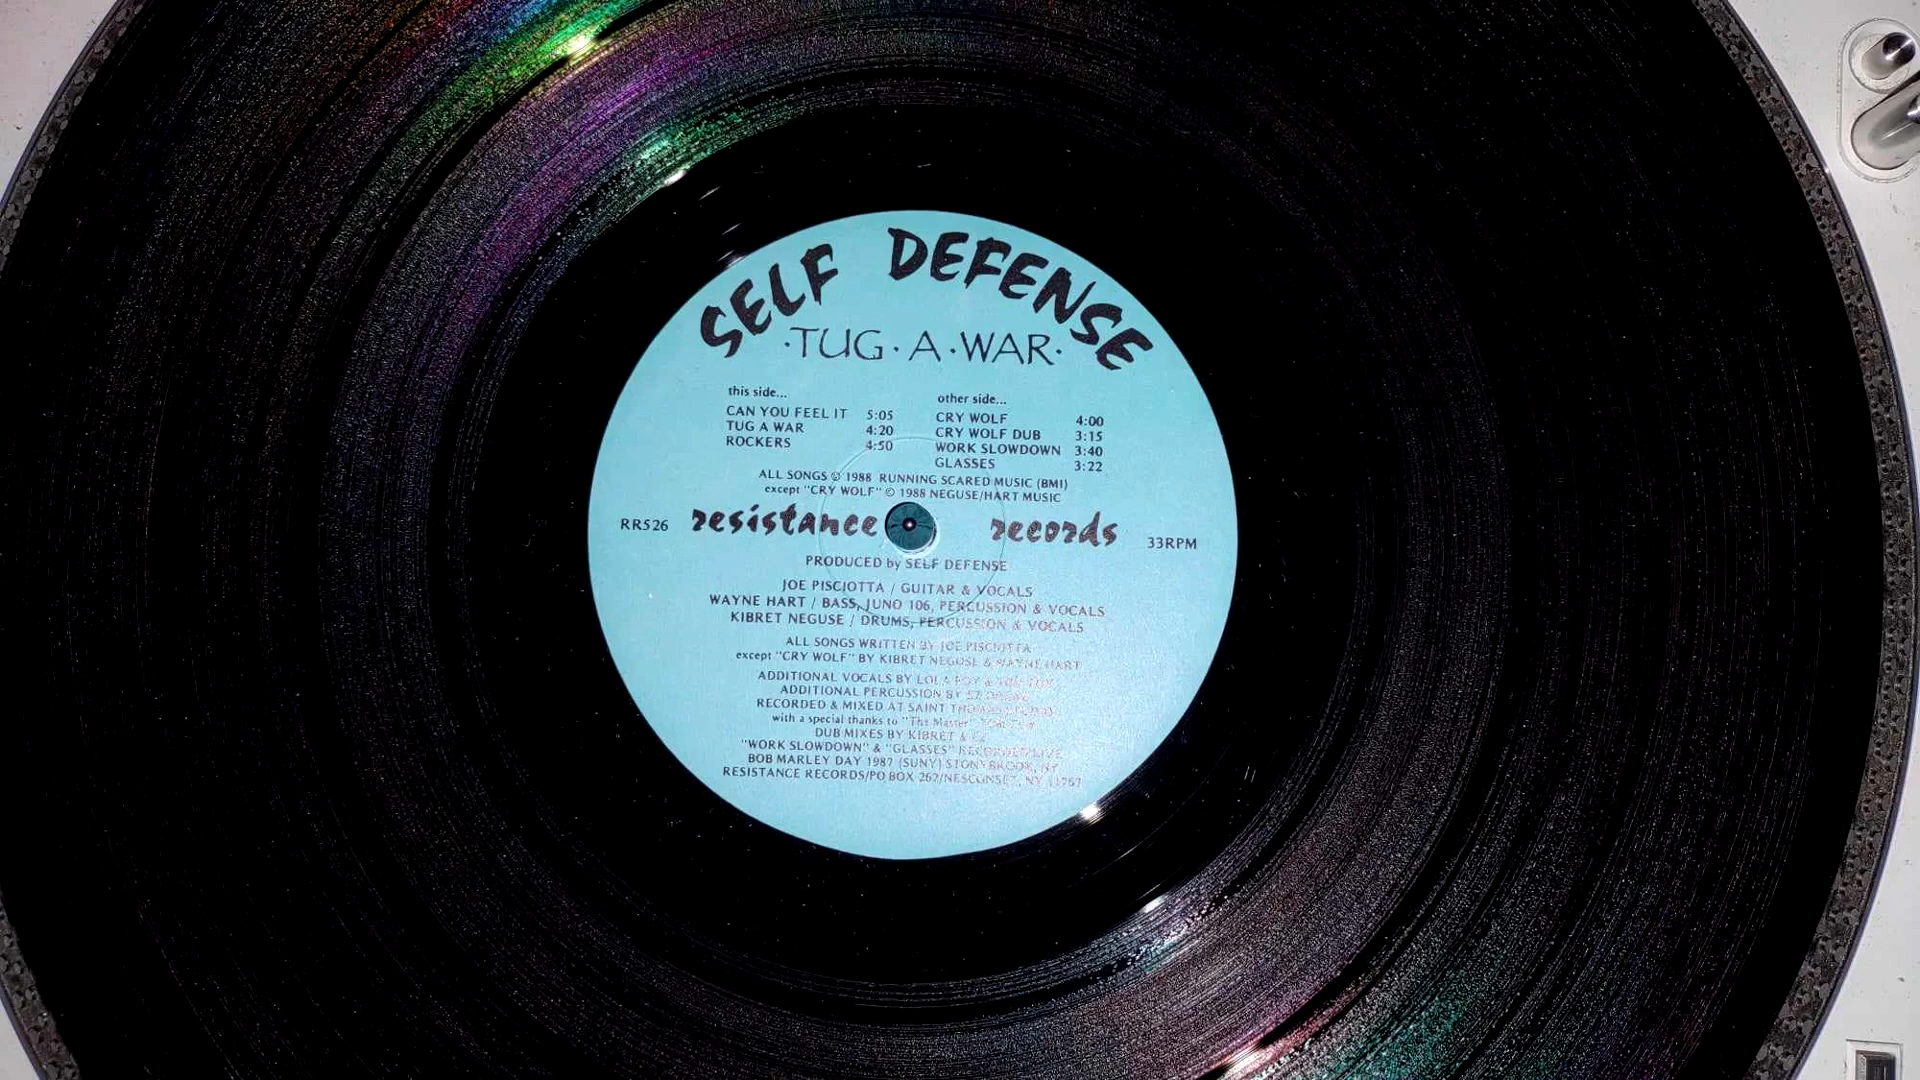 SELF DEFENSE
·TUG·A·WAR·
this side...
CAN YOU FEEL IT 5:05
TUG A WAR 4:20
ROCKERS 4:50
other side...
CRY WOLF 4:00
CRY WOLF DUB 3:15
WORK SLOWDOWN 3:40
GLASSES 3:22
ALL SONGS © 1988 RUNNING SCARED MUSIC (BMI)
except "CRY WOLF" © 1988 NEGUSE/HART MUSIC
RR526 resistance records 33RPM
PRODUCED by SELF DEFENSE
JOE PISCIOTTA / GUITAR & VOCALS
WAYNE HART / BASS, JUNO 106, PERCUSSION & VOCALS
KIBRET NEGUSE / DRUMS, PERCUSSION & VOCALS
ALL SONGS WRITTEN BY JOE PISCIOTTA
except "CRY WOLF" BY KIBRET NEGUSE & WAYNE HART
ADDITIONAL VOCALS BY
ADDITIONAL PERCUSSION BY
RECORDED & MIXED AT SAINT
with a special thanks to "The Master"
DUB MIXES BY KIBRET &
"WORK SLOWDOWN" & "GLASSES" RECORDED LIVE
BOB MARLEY DAY 1987 (SUNY) STONYBROOK, NY
RESISTANCE RECORDS/PO BOX 267/NESCONSET, NY 11767